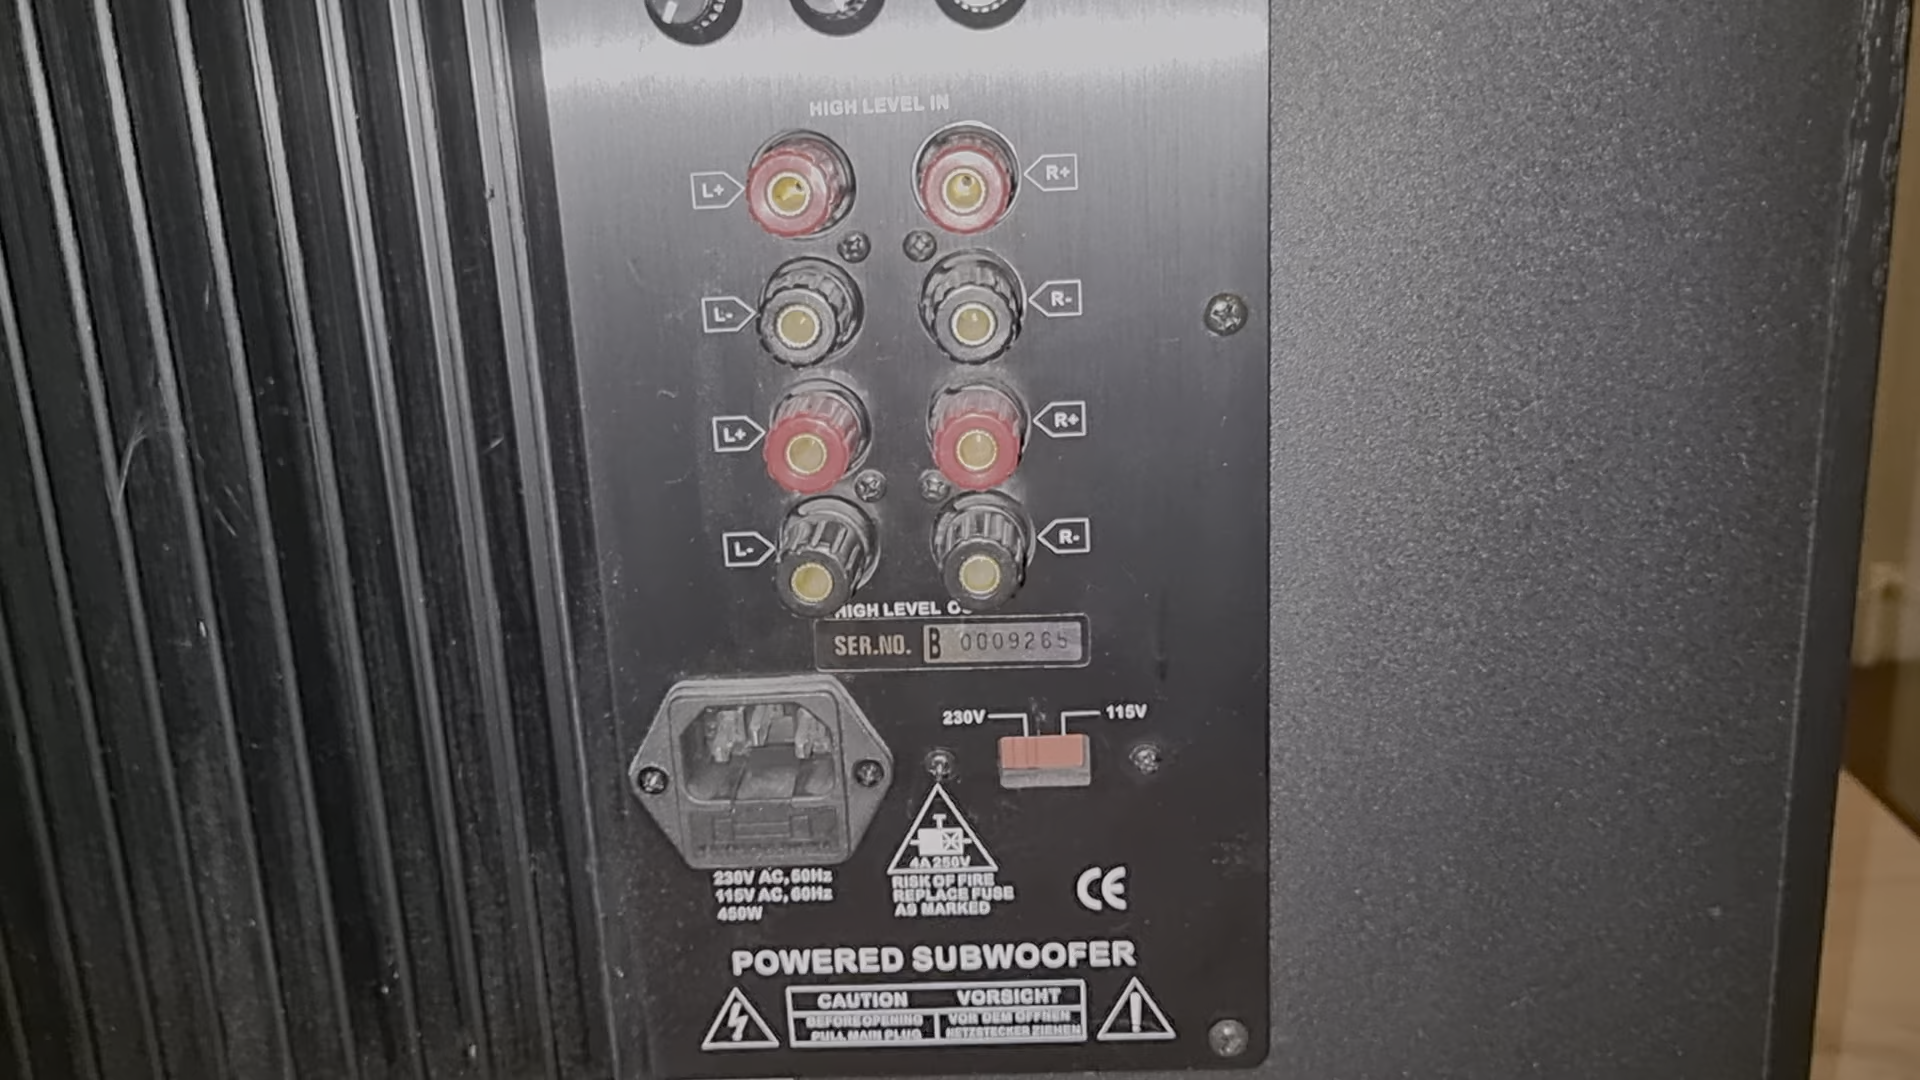 HIGH LEVEL IN
L+ R+
L- R-
L+ R+
L- R-
HIGH LEVEL
SER.NO. B 0009265
230V 115V
T
4A 250V
RISK OF FIRE
REPLACE FUSE
AS MARKED
CE
230V AC, 50Hz
115V AC, 60Hz
450W
POWERED SUBWOOFER
CAUTION VORSICHT
BEFORE OPENING
PULL MAIN PLUG
VOR DEM ÖFFNEN
NETZSTECKER ZIEHEN